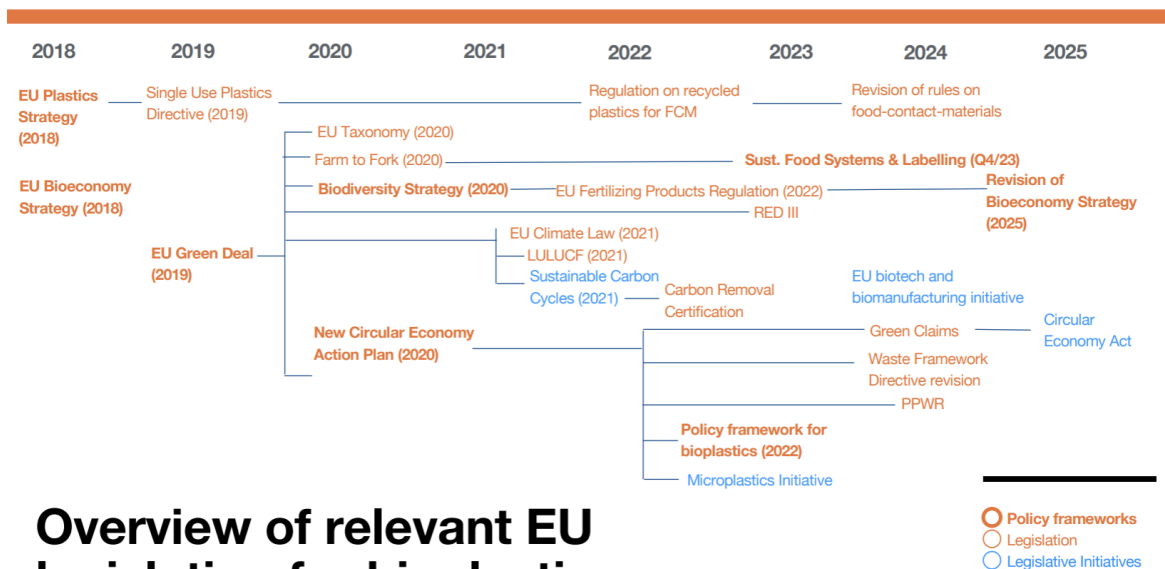 2018 2019 2020 2021 2022 2023 2024 2025
EU Plastics
Strategy
(2018)
Single Use Plastics
Directive (2019)
Regulation on recycled
plastics for FCM
Revision of rules on
food-contact-materials
EU Taxonomy (2020)
Farm to Fork (2020)
Sust. Food Systems & Labelling (Q4/23)
EU Bioeconomy
Strategy (2018)
Biodiversity Strategy (2020)
EU Fertilizing Products Regulation (2022)
Revision of
Bioeconomy Strategy
(2025)
RED III
EU Green Deal
(2019)
EU Climate Law (2021)
LULUCF (2021)
Sustainable Carbon
Cycles (2021)
Carbon Removal
Certification
EU biotech and
biomanufacturing initiative
New Circular Economy
Action Plan (2020)
Green Claims
Circular
Economy Act
Waste Framework
Directive revision
PPWR
Policy framework for
bioplastics (2022)
Microplastics Initiative
Overview of relevant EU
Policy frameworks
Legislation
Legislative Initiatives